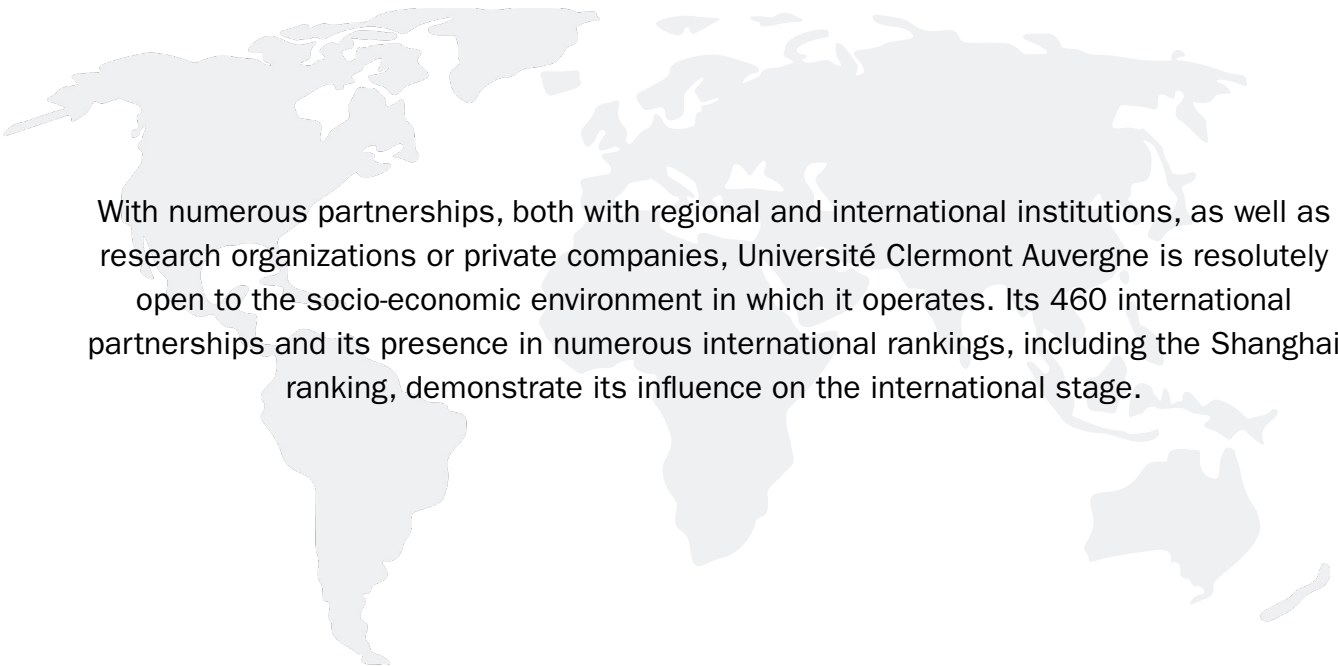 With numerous partnerships, both with regional and international institutions, as well as
research organizations or private companies, Université Clermont Auvergne is resolutely
open to the socio-economic environment in which it operates. Its 460 international
partnerships and its presence in numerous international rankings, including the Shanghai
ranking, demonstrate its influence on the international stage.